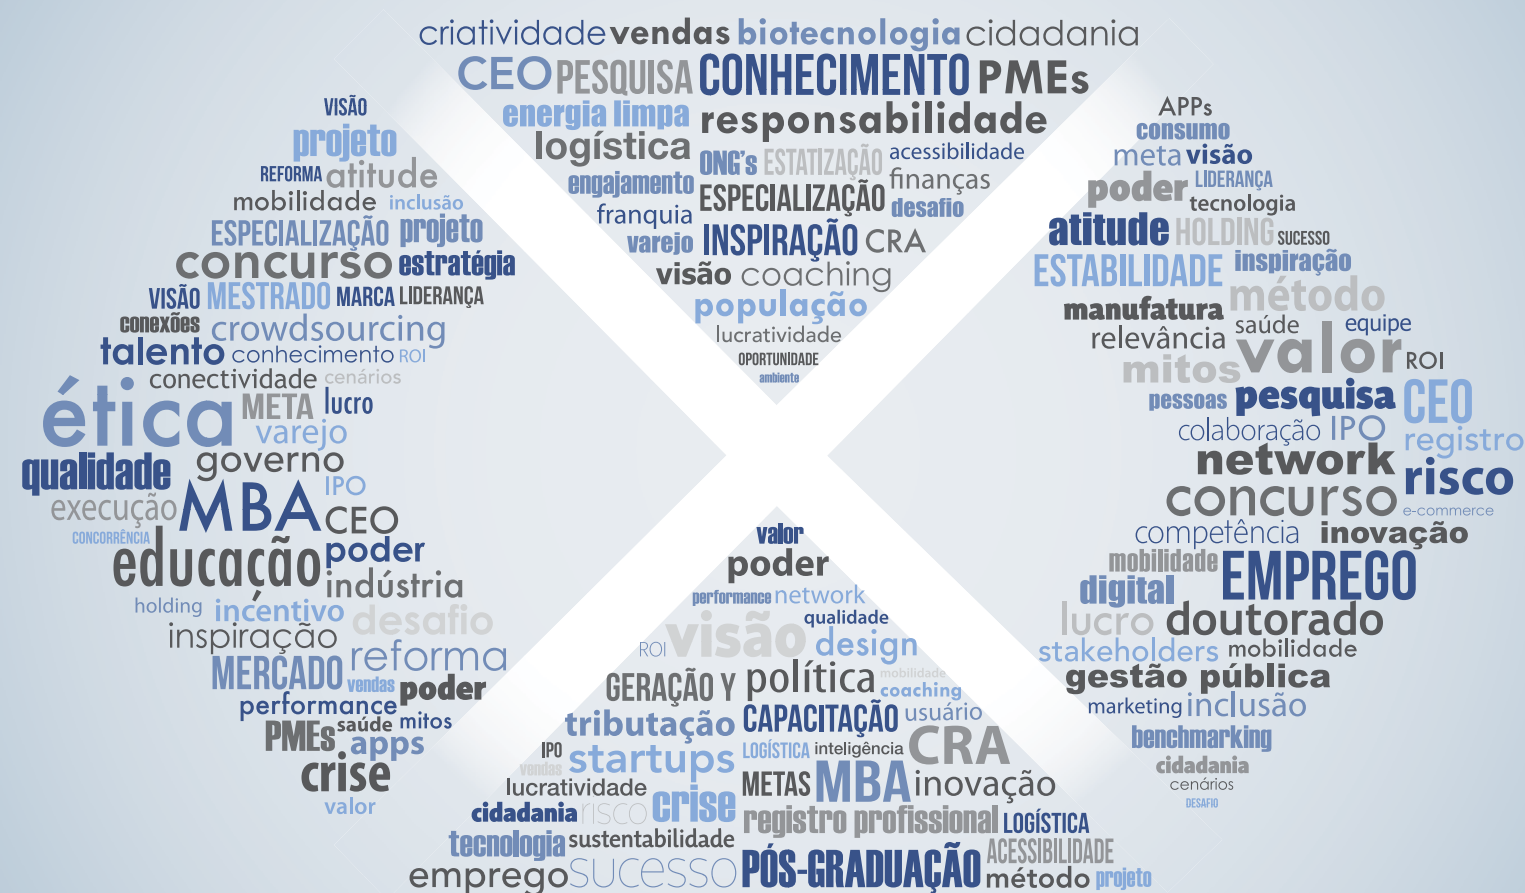 criatividade vendas biotecnologia cidadania
CEO PESQUISA CONHECIMENTO PMEs
energia limpa responsabilidade
logística ONG's ESTATIZAÇÃO acessibilidade
engajamento ESPECIALIZAÇÃO finanças
franquia desafio
varejo INSPIRAÇÃO CRA
visão coaching
população
lucratividade
OPORTUNIDADE
ambiente
VISÃO
projeto
REFORMA atitude
mobilidade inclusão
ESPECIALIZAÇÃO projeto
concurso estratégia
VISÃO MESTRADO MARCA LIDERANÇA
conexões crowdsourcing
talento conhecimento ROI
conectividade cenários
ética META lucro
varejo
qualidade governo
execução MBA IPO
CEO
CONCORRÊNCIA
educação poder
indústria
holding incentivo desafio
inspiração
MERCADO reforma
vendas poder
performance
PMEs saúde mitos
apps
crise
valor
APPs
consumo
meta visão
poder LIDERANÇA
tecnologia
atitude HOLDING SUCESSO
ESTABILIDADE inspiração
manufatura método
relevância saúde equipe
valor ROI
mitos
pessoas pesquisa CEO
colaboração IPO registro
network risco
concurso e-commerce
competência inovação
mobilidade EMPREGO
digital
lucro doutorado
stakeholders mobilidade
gestão pública
marketing inclusão
benchmarking
cidadania
cenários
DESAFIO
valor
poder
performance network
qualidade
ROI visão design
GERAÇÃO Y política mobilidade
coaching
tributação CAPACITAÇÃO usuário
IPO startups LOGÍSTICA inteligência CRA
vendas
lucratividade METAS MBA inovação
cidadania risco crise registro profissional LOGÍSTICA
tecnologia sustentabilidade ACESSIBILIDADE
emprego sucesso PÓS-GRADUAÇÃO método projeto